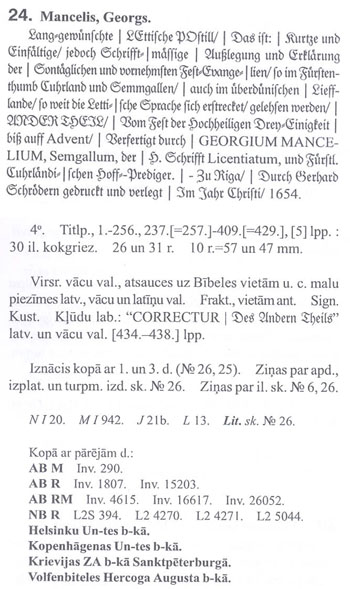 24. Mancelis, Georgs.
Lang-gewünschte | LEttische POstill/ | Das ist: | Kurtze und
Einfältige/ jedoch Schrifft- | mässige | Außlegung und Erklärung
der | Sontäglichen und vornehmsten Fest-Evange- | lien/ so im Fürsten-
thumb Cuhrland und Semmgallen/ | auch im überdünischen | Lieff-
lande/ so weit die Letti- | sche Sprache sich erstrecket/ gelehsen werden/ |
ANDER THEIL/ | Vom Fest der Hochheiligen Drey-Einigkeit |
biß auff Advent/ | Verfertigt durch | GEORGIUM MANCE-
LIUM, Semgallum, der | H. Schrifft Licentiatum, und Fürstl.
Cuhrländi- | schen Hoff-Prediger. | - Zu Riga/ | Durch Gerhard
Schrödern gedruckt und verlegt | Im Jahr Christi/ 1654.
4º. Titlp., 1.-256., 237.[=257.]-409.[=429.], [5] lpp. :
30 il. kokgriez. 26 un 31 r. 10 r.=57 un 47 mm.
Virsr. vācu val., atsauces uz Bībeles vietām u. c. malu
piezīmes latv., vācu un latīņu val. Frakt., vietām ant. Sign.
Kust. Kļūdu lab.: "CORRECTUR | Des Andern Theils"
latv. un vācu val. [434.-438.] lpp.
Iznācis kopā ar 1. un 3. d. (№ 26, 25). Ziņas par apd.,
izplat. un turpm. izd. sk. № 26. Ziņas par il. sk. № 6, 26.
N I 20. M I 942. J 21b. L 13. Lit. sk. № 26.
Kopā ar pārējām d.:
AB M Inv. 290.
AB R Inv. 1807. Inv. 15203.
AB RM Inv. 4615. Inv. 16617. Inv. 26052.
NB R L2S 394. L2 4270. L2 4271. L2 5044.
Helsinku Un-tes b-kā.
Kopenhāgenas Un-tes b-kā.
Krievijas ZA b-kā Sanktpēterburgā.
Volfenbiteles Hercoga Augusta b-kā.